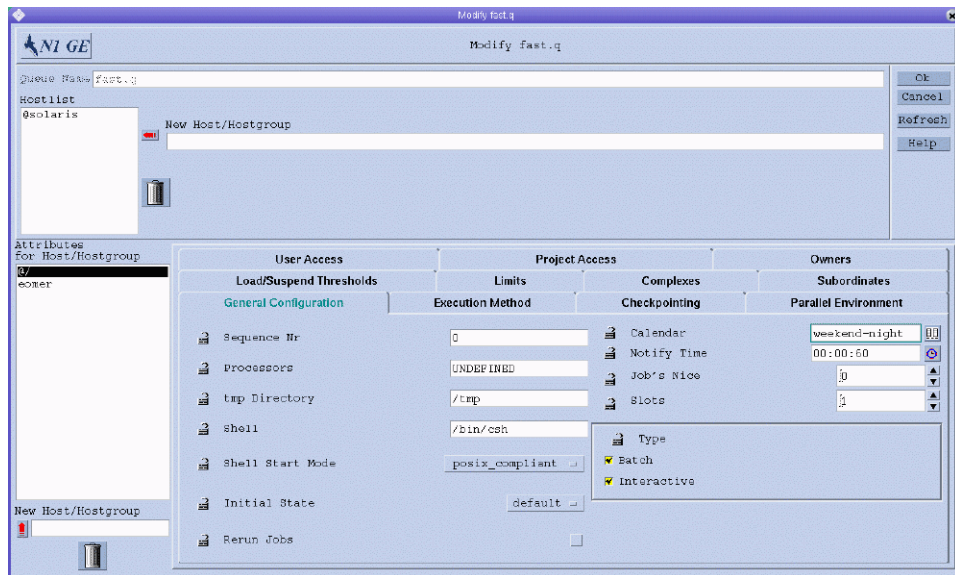 Modify fast.q
N1 GE
Modify fast.q
Queue Name fast.q
Ok
Hostlist
Cancel
@solaris
Refresh
New Host/Hostgroup
Help
Attributes
for Host/Hostgroup
@/
eomer
User Access Project Access Owners
Load/Suspend Thresholds Limits Complexes Subordinates
General Configuration Execution Method Checkpointing Parallel Environment
Sequence Nr 0
Processors UNDEFINED
tmp Directory /tmp
Shell /bin/csh
Shell Start Mode posix_compliant
Initial State default
Rerun Jobs
Calendar weekend-night
Notify Time 00:00:60
Job's Nice 0
Slots 1
Type
Batch
Interactive
New Host/Hostgroup